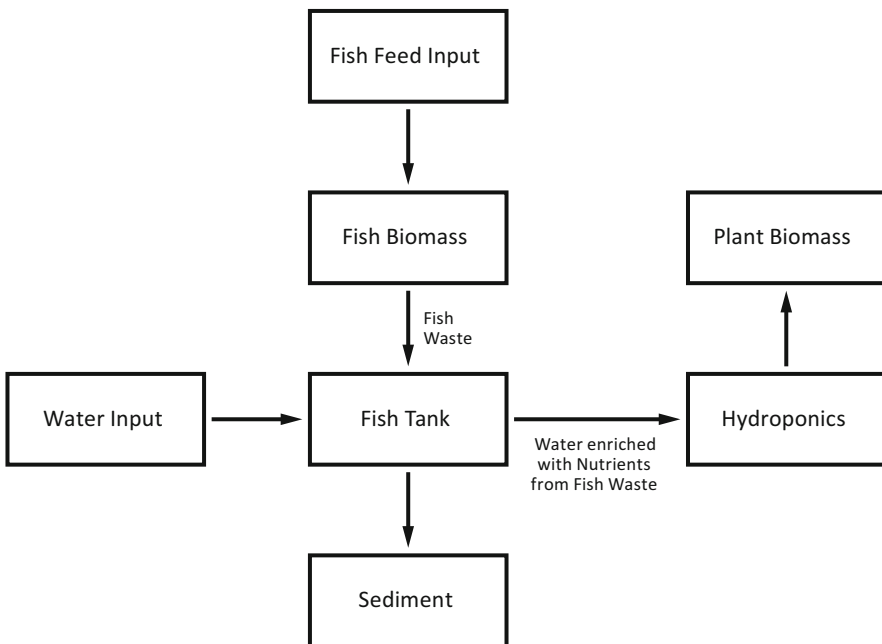 Fish Feed Input
Fish Biomass
Plant Biomass
Fish
Waste
Water Input
Fish Tank
Hydroponics
Water enriched
with Nutrients
from Fish Waste
Sediment